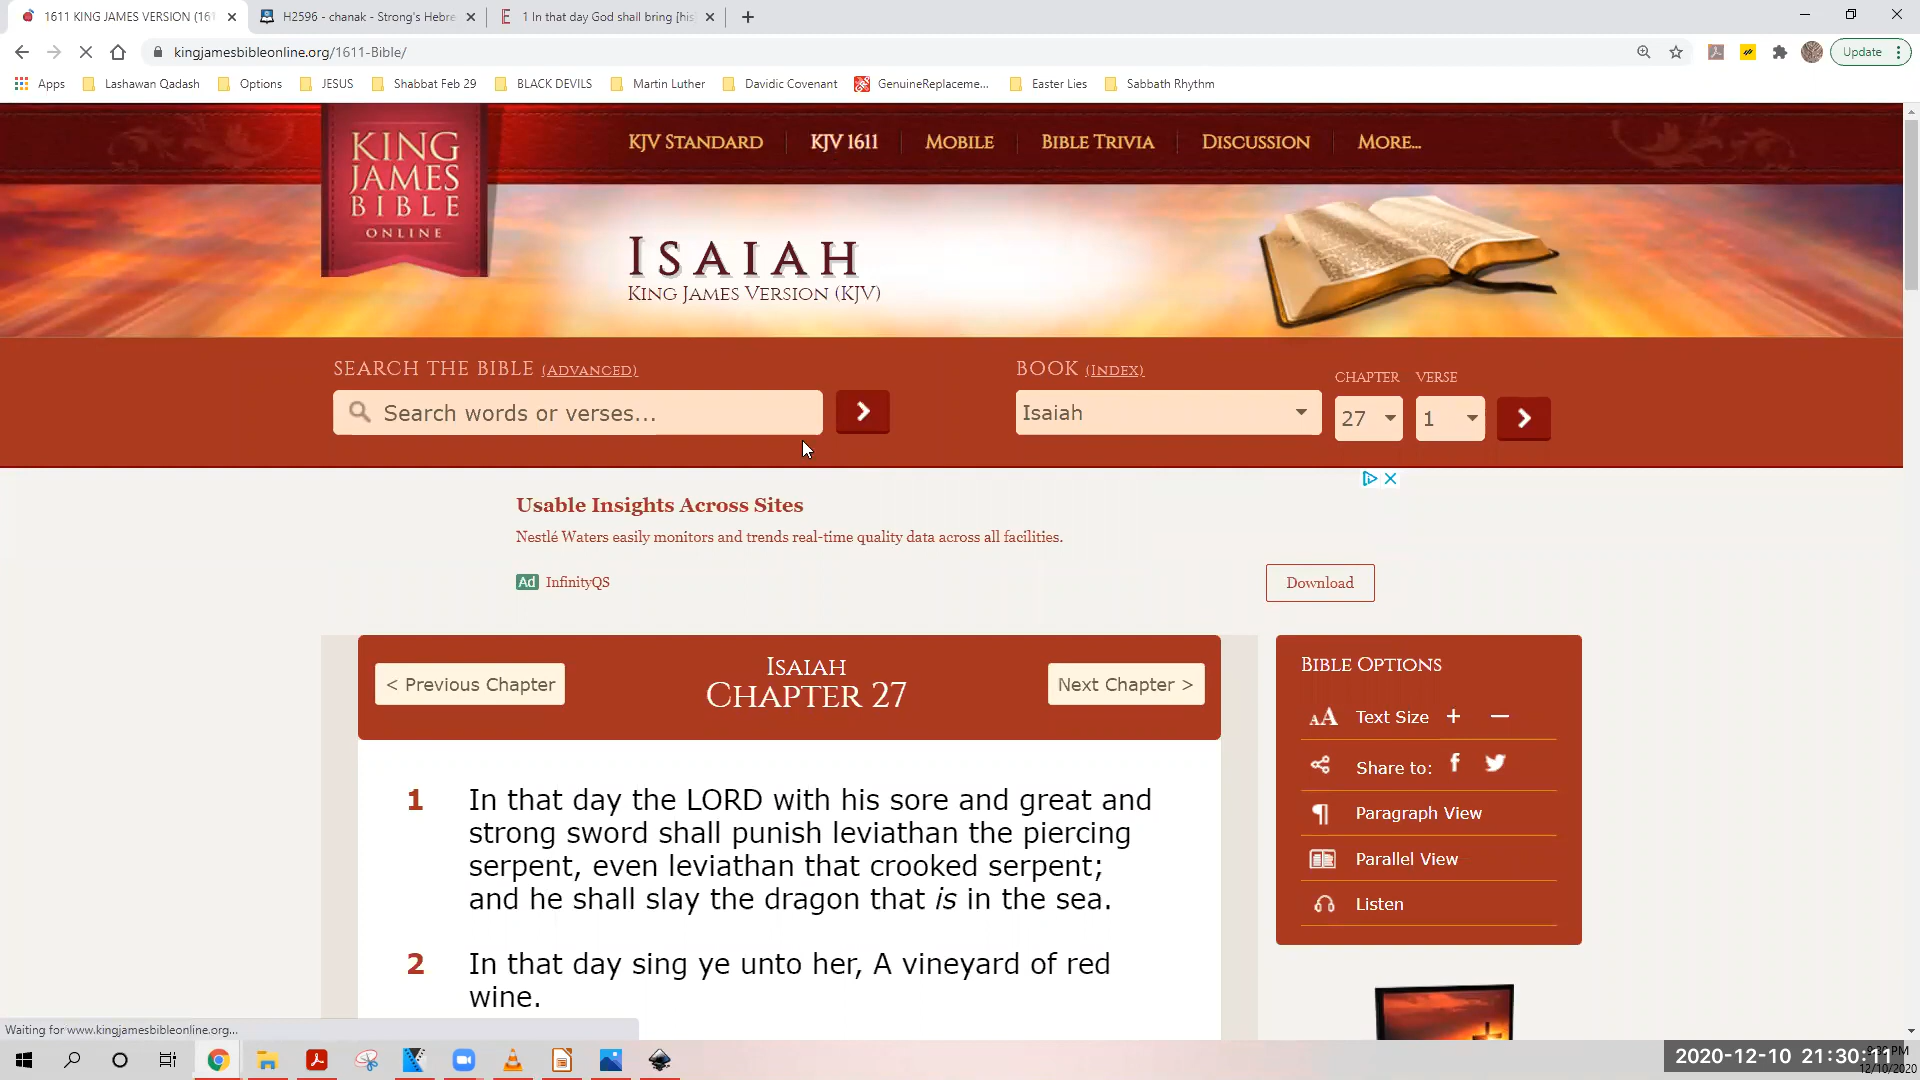 1611 KING JAMES VERSION (161
H2596 - chanak - Strong's Hebre
1 In that day God shall bring [his
kingjamesbibleonline.org/1611-Bible/
Update
Apps
Lashawan Qadash
Options
JESUS
Shabbat Feb 29
BLACK DEVILS
Martin Luther
Davidic Covenant
GenuineReplaceme...
Easter Lies
Sabbath Rhythm
KING
JAMES
BIBLE
ONLINE
KJV STANDARD
KJV 1611
MOBILE
BIBLE TRIVIA
DISCUSSION
MORE...
ISAIAH
KING JAMES VERSION (KJV)
SEARCH THE BIBLE (ADVANCED)
Search words or verses...
BOOK (INDEX)
Isaiah
CHAPTER
27
VERSE
1
Usable Insights Across Sites
Nestlé Waters easily monitors and trends real-time quality data across all facilities.
Ad InfinityQS
Download
< Previous Chapter
ISAIAH
CHAPTER 27
Next Chapter >
1 In that day the LORD with his sore and great and
strong sword shall punish leviathan the piercing
serpent, even leviathan that crooked serpent;
and he shall slay the dragon that is in the sea.
2 In that day sing ye unto her, A vineyard of red
wine.
BIBLE OPTIONS
AA Text Size + −
Share to:
Paragraph View
Parallel View
Listen
Waiting for www.kingjamesbibleonline.org...
2020-12-10 21:30:11
12/10/2020